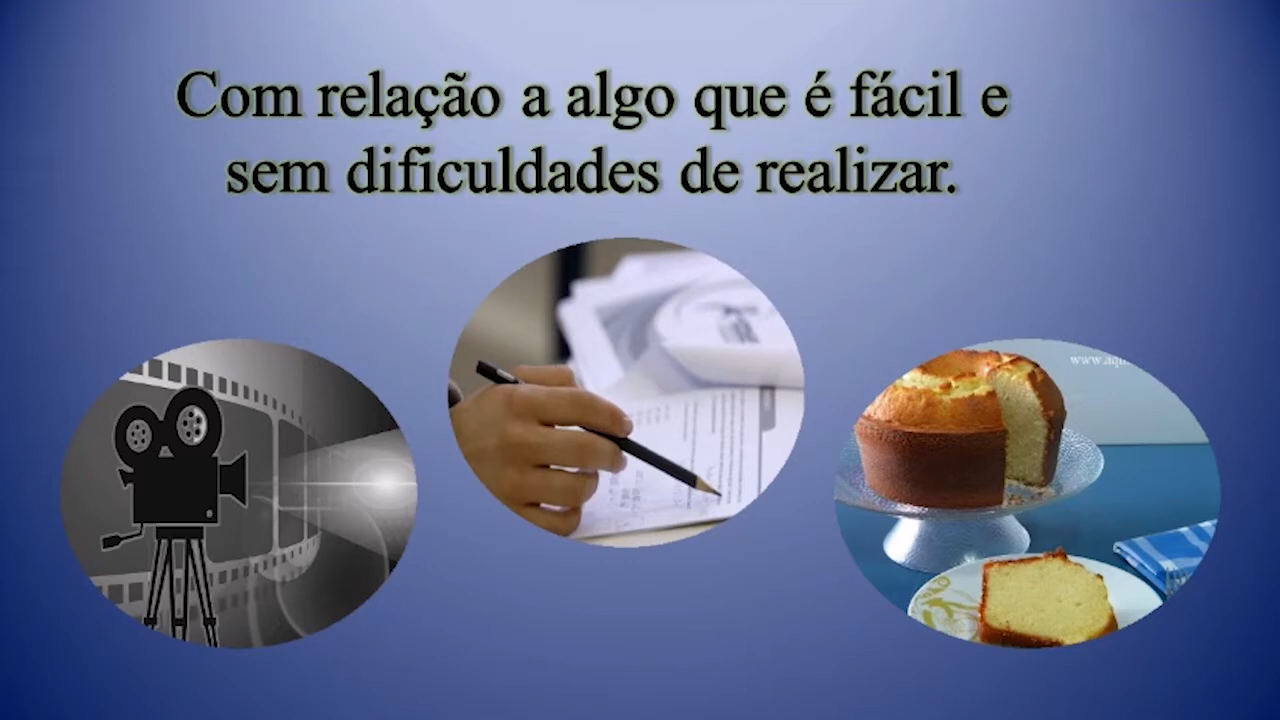 Com relação a algo que é fácil e
sem dificuldades de realizar.